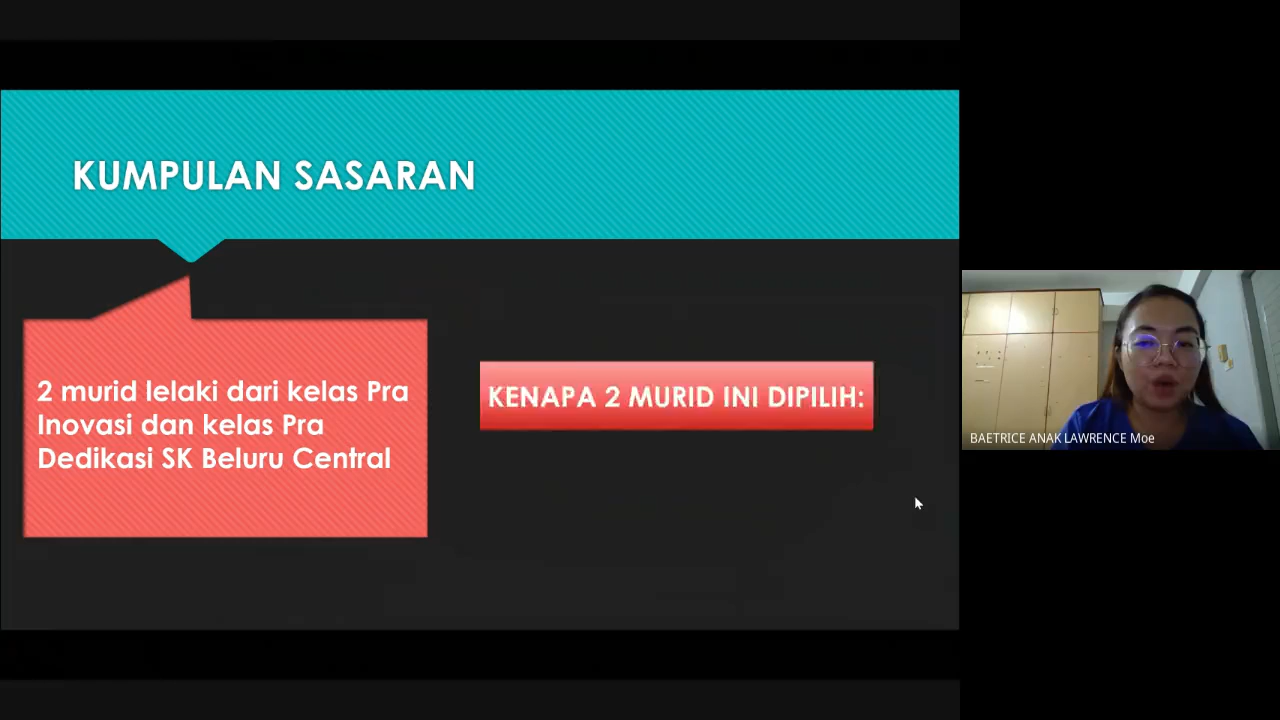 KUMPULAN SASARAN
2 murid lelaki dari kelas Pra
Inovasi dan kelas Pra
Dedikasi SK Beluru Central
KENAPA 2 MURID INI DIPILIH:
BAETRICE ANAK LAWRENCE Moe